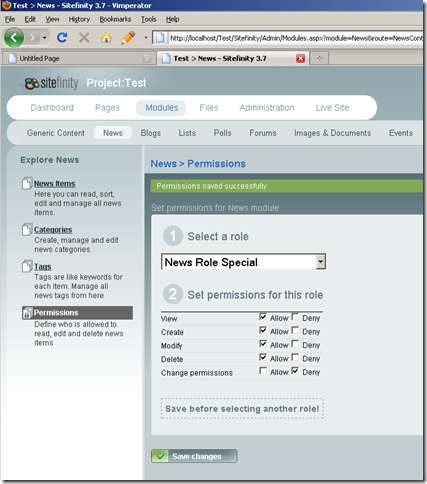 Test > News - Sitefinity 3.7 - Vimperator
File Edit View History Bookmarks Tools Help
http://localhost/Test/Sitefinity/Admin/Modules.aspx?module=News&route=NewsCont
Untitled Page
Test > News - Sitefinity 3.7
sitefinity Project:Test
Dashboard Pages Modules Files Administration Live Site
Generic Content News Blogs Lists Polls Forums Images & Documents Events
Explore News
News Items
Here you can read, sort,
edit and manage all news
items.
Categories
Create, manage and edit
news categories
Tags
Tags are like keywords for
each item. Manage all
news tags from here
Permissions
Define who is allowed to
read, edit and delete news
items
News > Permissions
Permissions saved successfully
Set permissions for News module
1 Select a role
News Role Special
2 Set permissions for this role
View Allow Deny
Create Allow Deny
Modify Allow Deny
Delete Allow Deny
Change permissions Allow Deny
Save before selecting another role!
Save changes